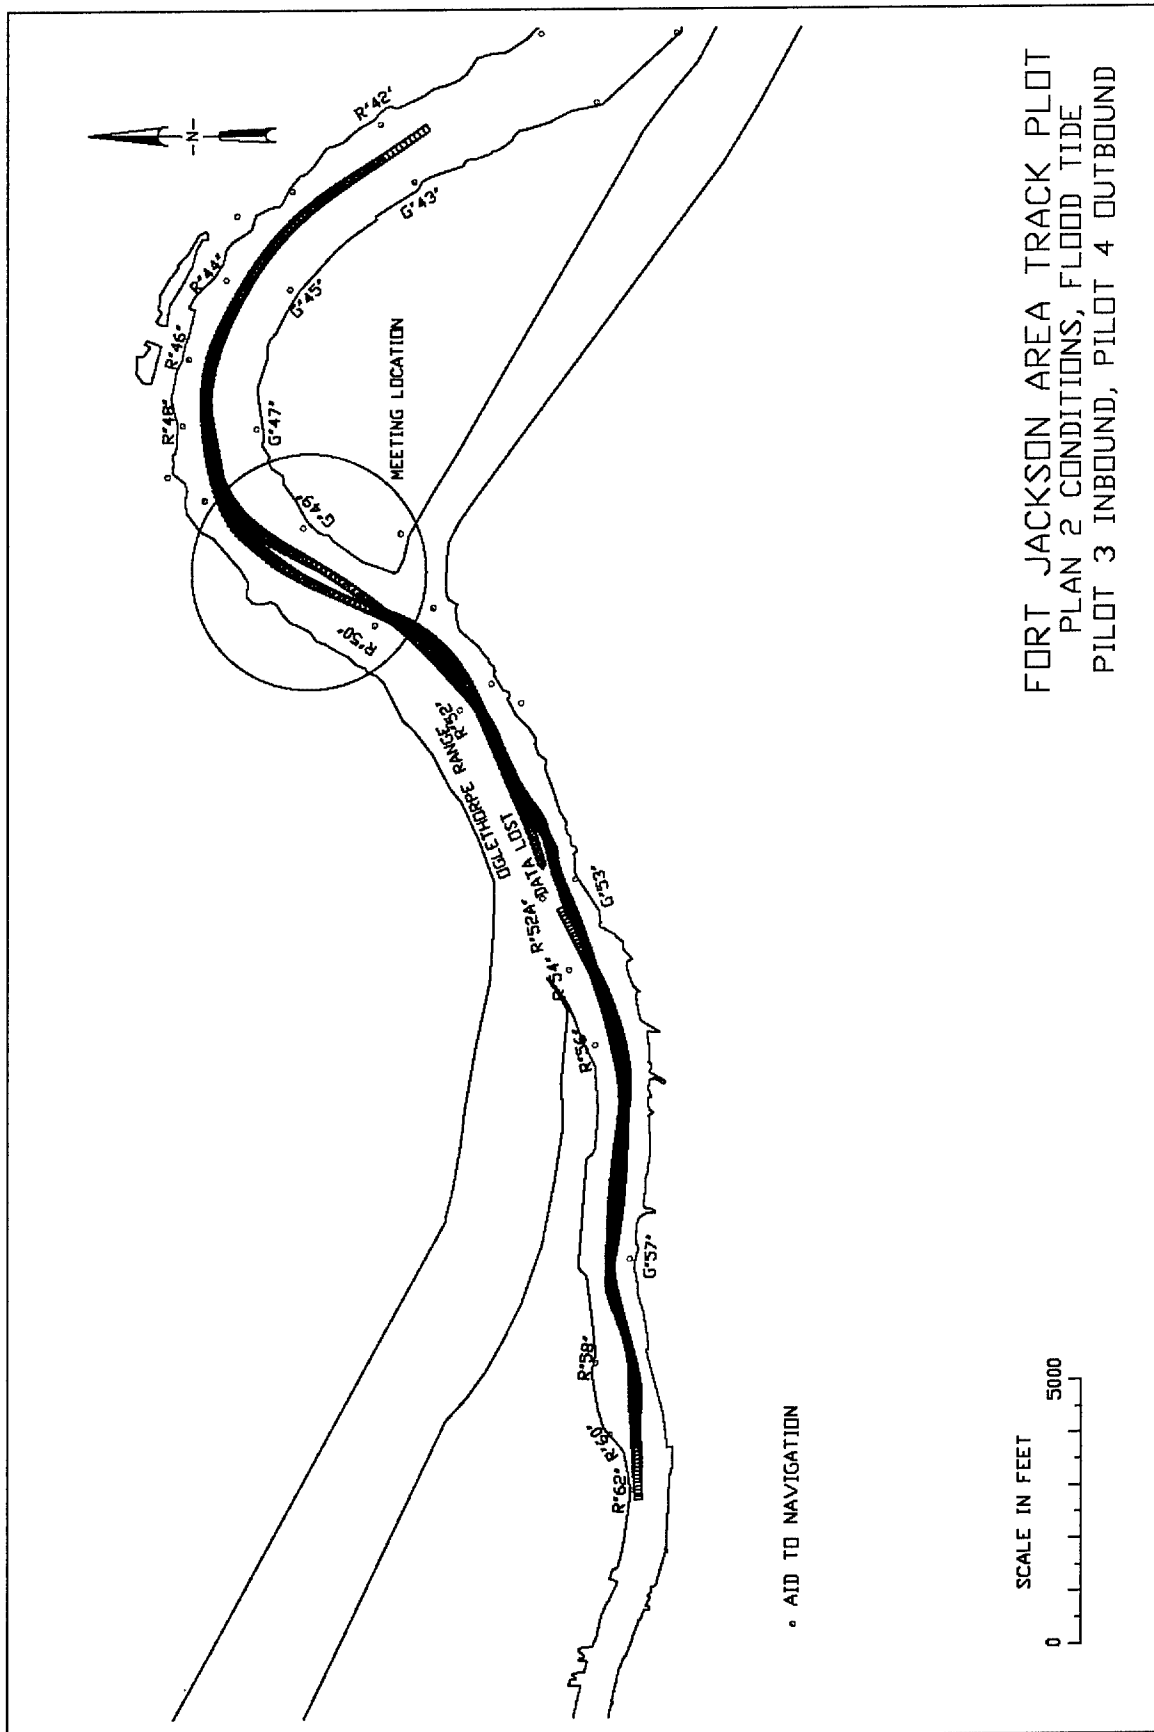 -N-
R"42"
R"44"
R"46"
R"48"
G"43"
G"45"
G"47"
G"49"
MEETING LOCATION
R"50"
R"52"
OGLETHORPE RANGE
DATA LOST
R"52A"
G"53"
R"54"
R"56"
G"57"
R"58"
R"60"
R"62"
∘ AID TO NAVIGATION
SCALE IN FEET
0 5000
FORT JACKSON AREA TRACK PLOT
PLAN 2 CONDITIONS, FLOOD TIDE
PILOT 3 INBOUND, PILOT 4 OUTBOUND